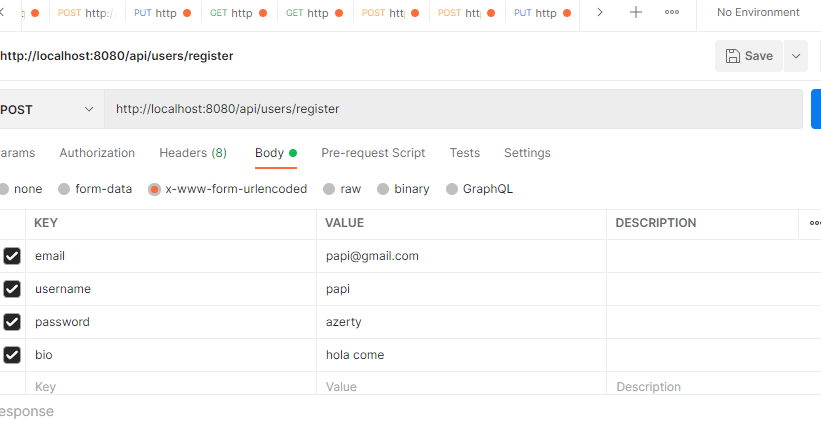 POST http:/ PUT http GET http GET http POST htt POST htt PUT http No Environment
http://localhost:8080/api/users/register Save
POST http://localhost:8080/api/users/register
arams Authorization Headers (8) Body Pre-request Script Tests Settings
none form-data x-www-form-urlencoded raw binary GraphQL
KEY VALUE DESCRIPTION
email papi@gmail.com
username papi
password azerty
bio hola come
Key Value Description
esponse